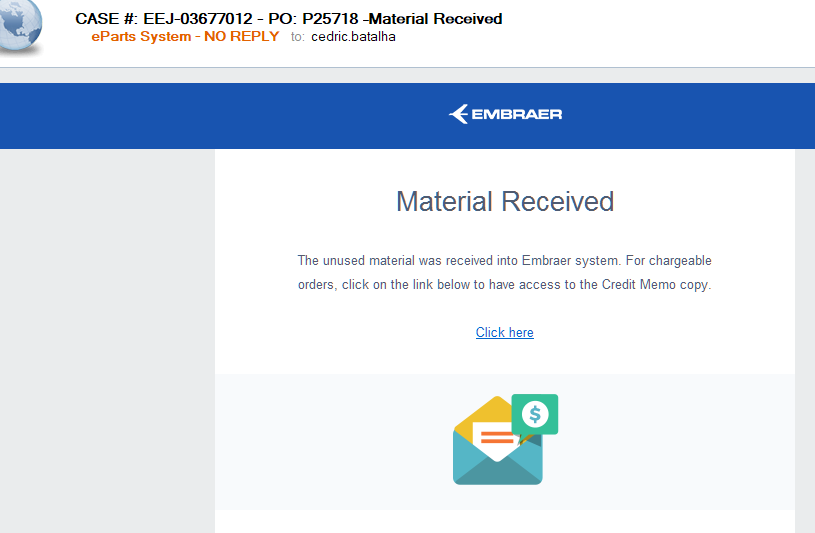 CASE #: EEJ-03677012 - PO: P25718 -Material Received
eParts System - NO REPLY to: cedric.batalha
EMBRAER
Material Received
The unused material was received into Embraer system. For chargeable
orders, click on the link below to have access to the Credit Memo copy.
Click here
$